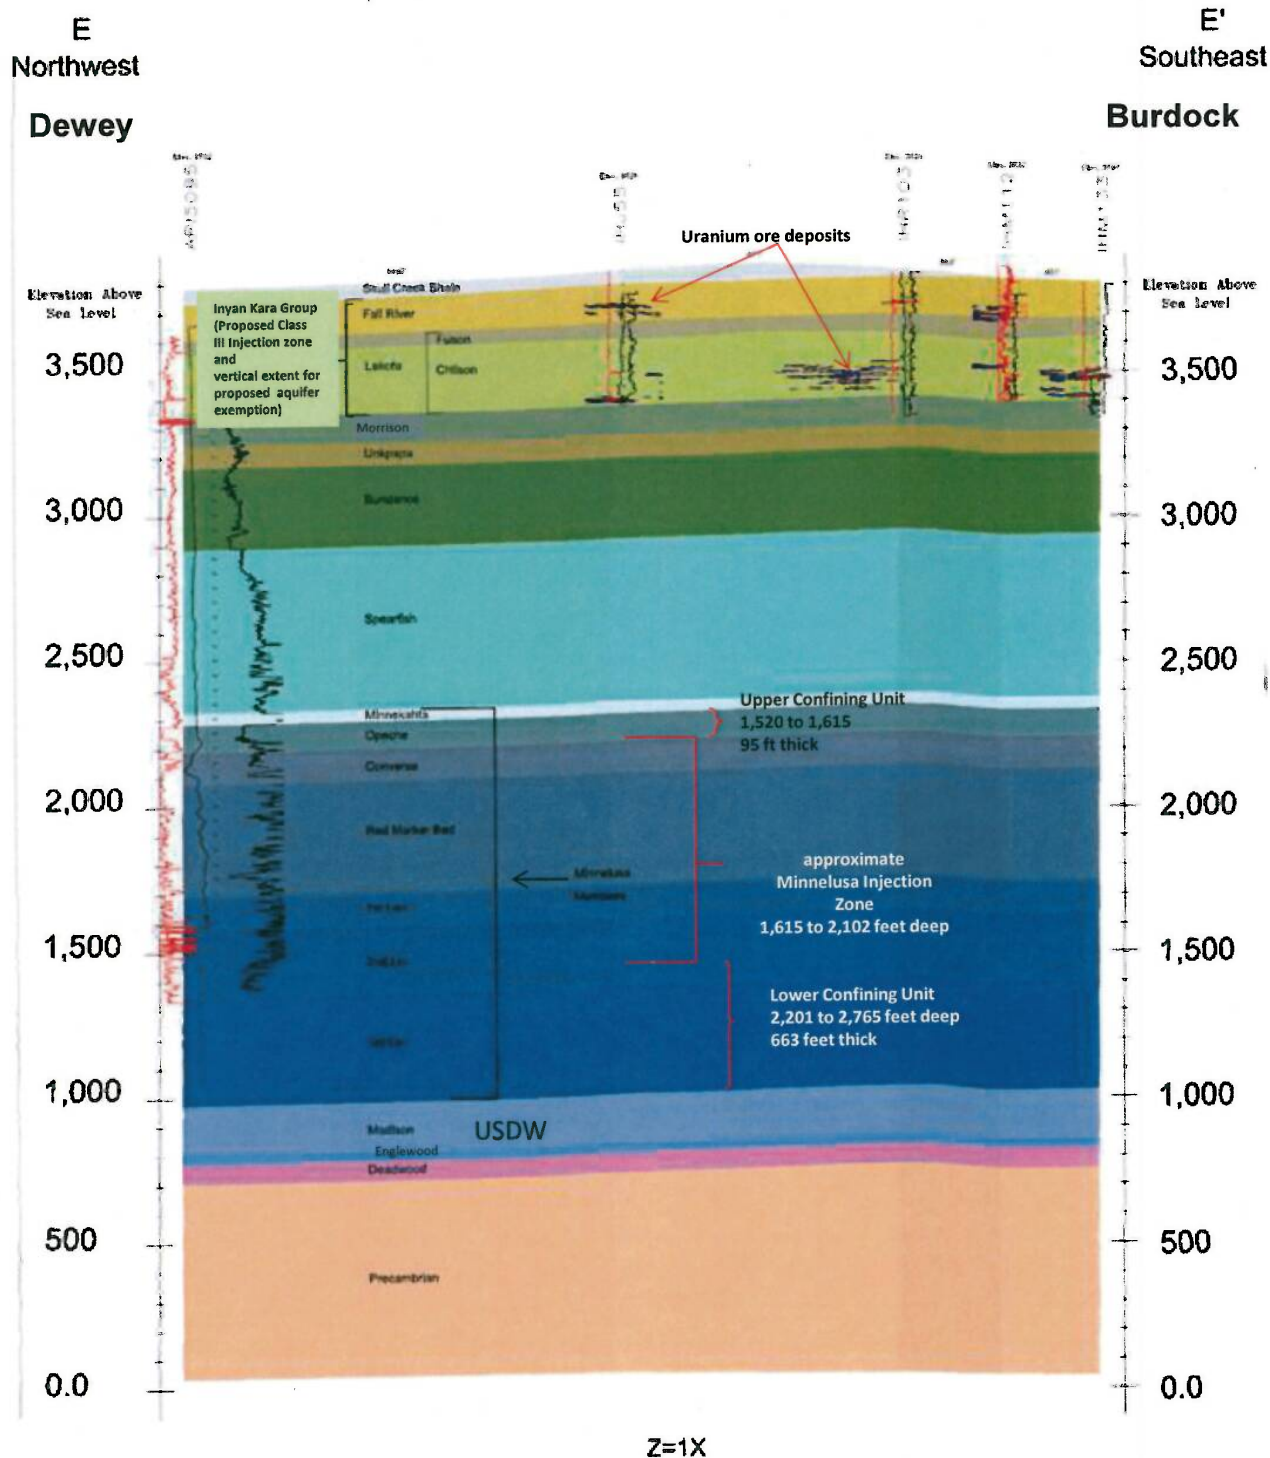 E
Northwest
Dewey
E'
Southeast
Burdock
Uranium ore deposits
Elevation Above
Sea Level
Elevation Above
Sea Level
Skull Creek Shale
Inyan Kara Group
(Proposed Class
III Injection zone
and
vertical extent for
proposed aquifer
exemption)
Fall River
Fuson
Lakota
Chilson
Morrison
Unkpapa
Sundance
Spearfish
Minnekahta
Opeche
Converse
Red Marker Bed
Minnelusa
Upper Confining Unit
1,520 to 1,615
95 ft thick
approximate
Minnelusa Injection
Zone
1,615 to 2,102 feet deep
Lower Confining Unit
2,201 to 2,765 feet deep
663 feet thick
Madison
USDW
Englewood
Deadwood
Precambrian
3,500
3,000
2,500
2,000
1,500
1,000
500
0.0
3,500
3,000
2,500
2,000
1,500
1,000
500
0.0
Z=1X